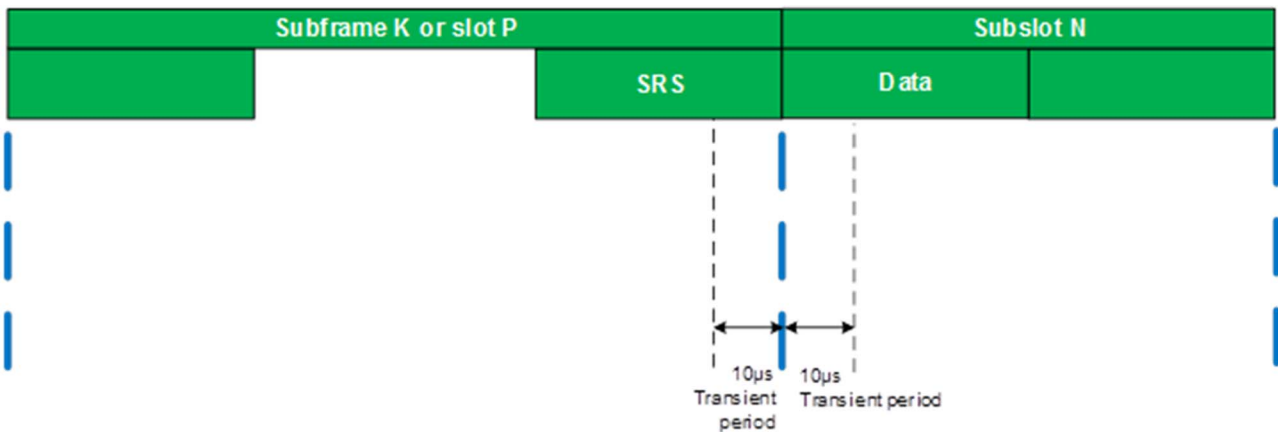 Subframe K or slot P
Subslot N
SRS
Data
10µs
Transient
period
10µs
Transient period